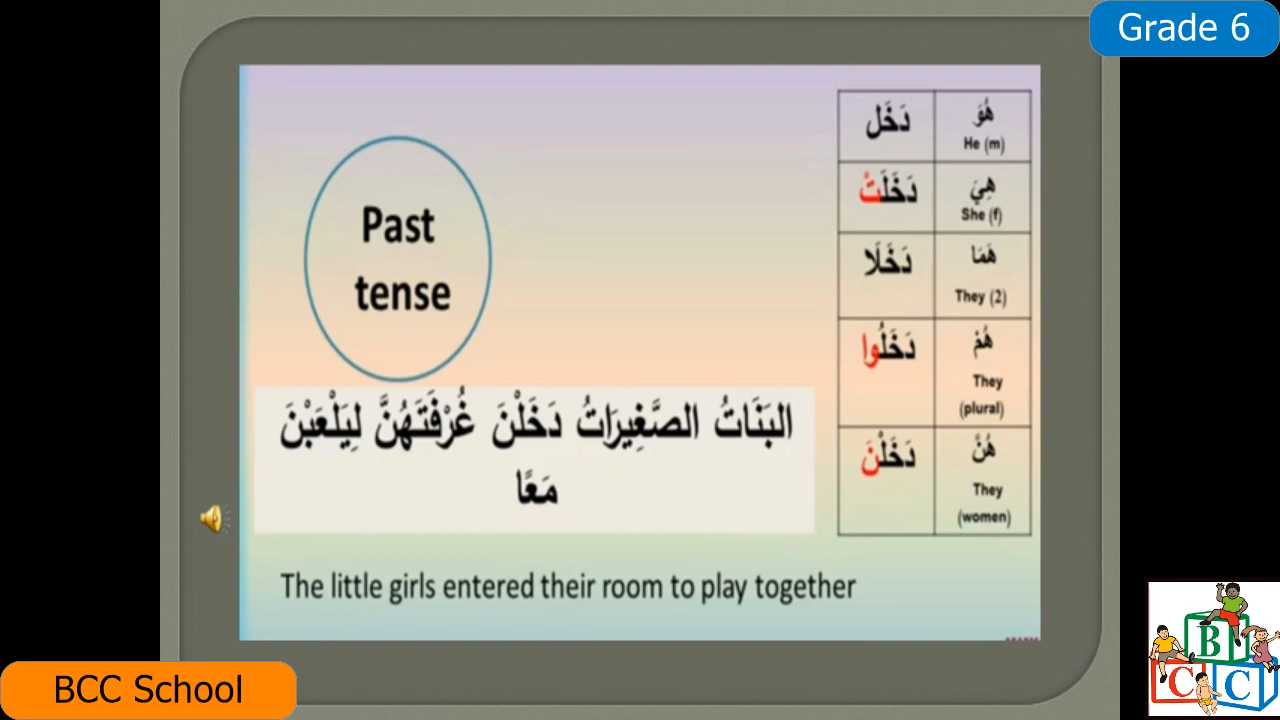 Grade 6
Past
tense
هُوَ
He (m)
دَخَل
هِيَ
She (f)
دَخَلَتْ
هَمَا
They (2)
دَخَلَا
هُمْ
They
(plural)
دَخَلُوا
هُنَّ
They
(women)
دَخَلْنَ
البَنَاتُ الصَّغِيرَاتُ دَخَلْنَ غُرْفَتَهُنَّ لِيَلْعَبْنَ
مَعًا
The little girls entered their room to play together
BCC School
B
C C